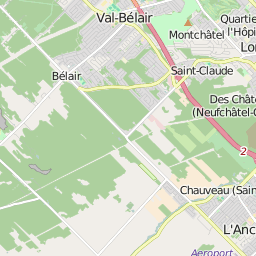 Val-Bélair
Quartie
l'Hôpi
Montchâtel
Lor
Bélair
Saint-Claude
Des Chât
(Neufchâtel-O
2
Chauveau (Sain
L'Anc
Aéroport